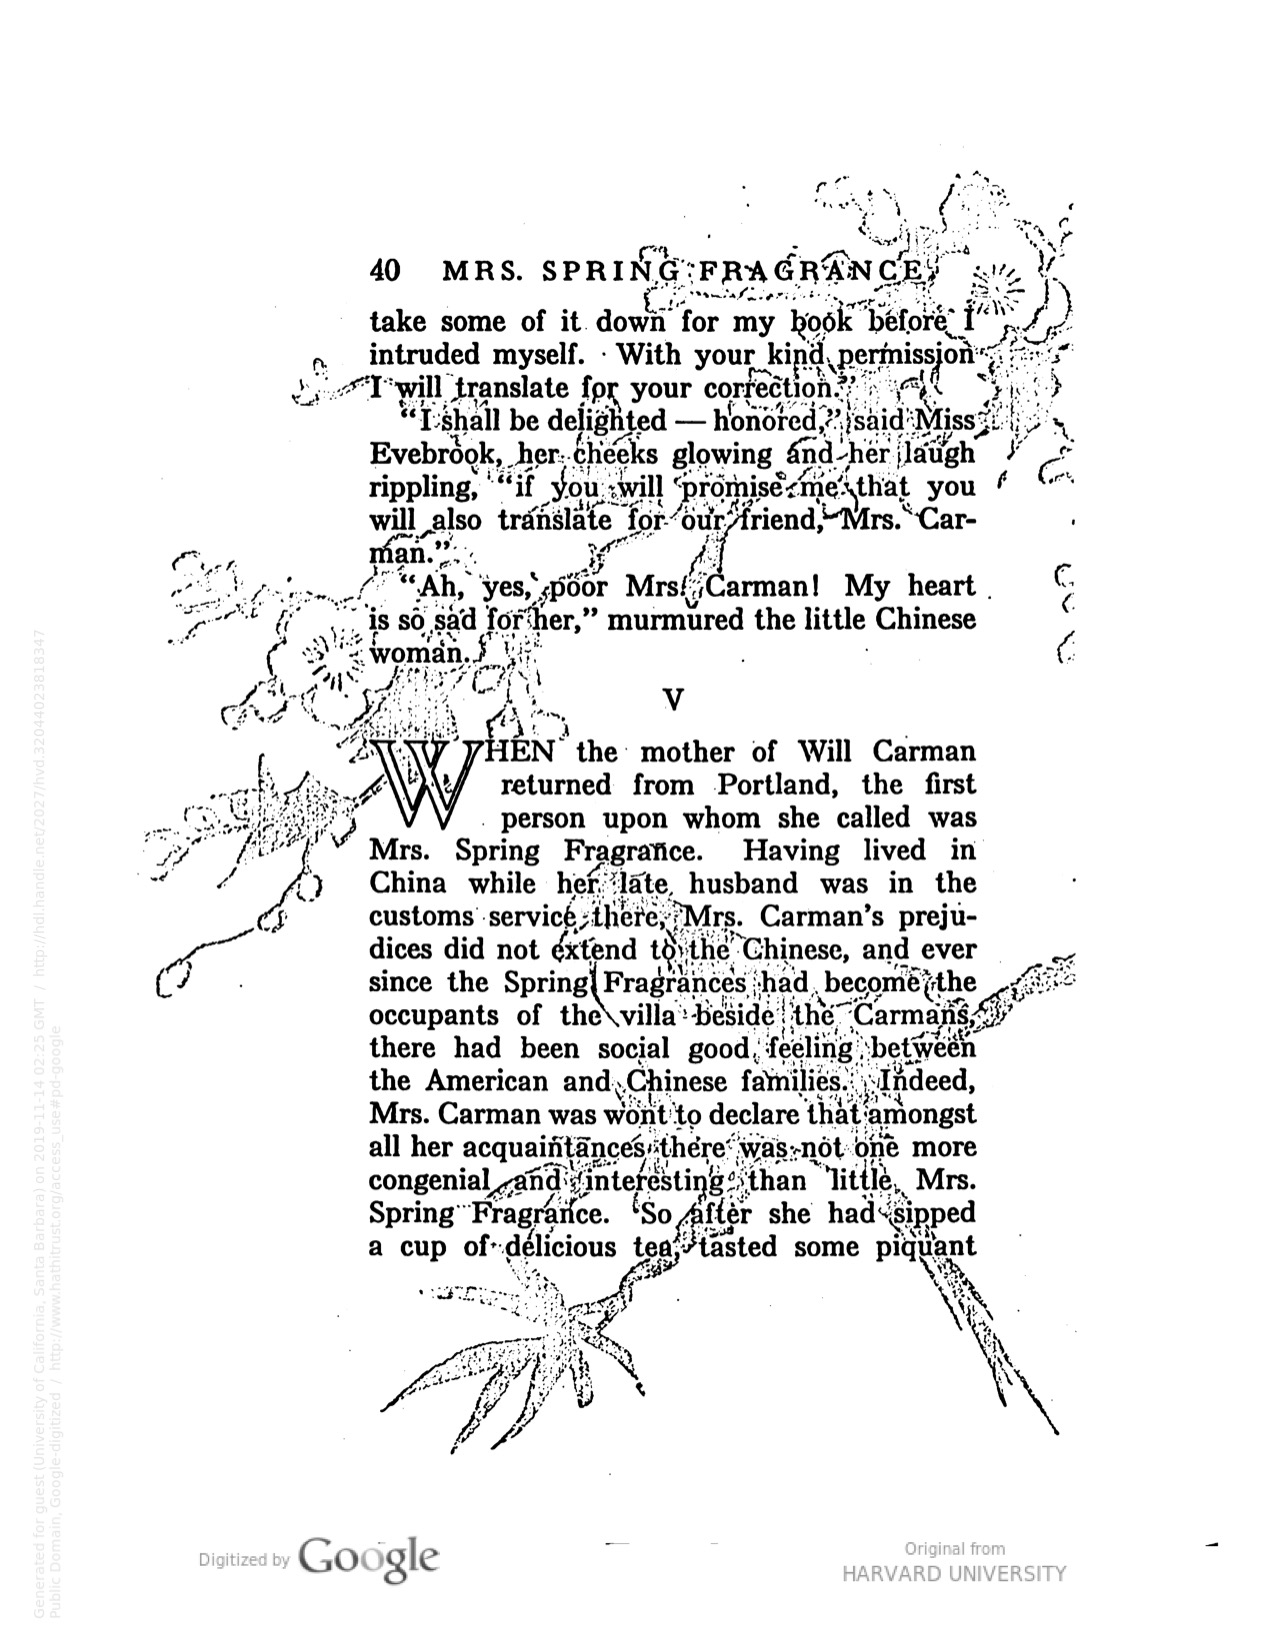 40 MRS. SPRING FRAGRANCE
take some of it down for my book before I
intruded myself. With your kind permission
I will translate for your correction.”
“I shall be delighted — honored,” said Miss
Evebrook, her cheeks glowing and her laugh
rippling, “if you will promise me that you
will also translate for our friend, Mrs. Car-
man.”
“Ah, yes, poor Mrs. Carman! My heart
is so sad for her,” murmured the little Chinese
woman.
V
WHEN the mother of Will Carman
returned from Portland, the first
person upon whom she called was
Mrs. Spring Fragrance. Having lived in
China while her late husband was in the
customs service there, Mrs. Carman’s preju-
dices did not extend to the Chinese, and ever
since the Spring Fragrances had become the
occupants of the villa beside the Carmans,
there had been social good feeling between
the American and Chinese families. Indeed,
Mrs. Carman was wont to declare that amongst
all her acquaintances there was not one more
congenial and interesting than little Mrs.
Spring Fragrance. So after she had sipped
a cup of delicious tea, tasted some piquant
Generated for guest (University of California, Santa Barbara) on 2019-11-14 02:25 GMT / http://hdl.handle.net/2027/hvd.32044023818347
Public Domain, Google-digitized / http://www.hathitrust.org/access_use#pd-google
Digitized by Google
Original from
HARVARD UNIVERSITY